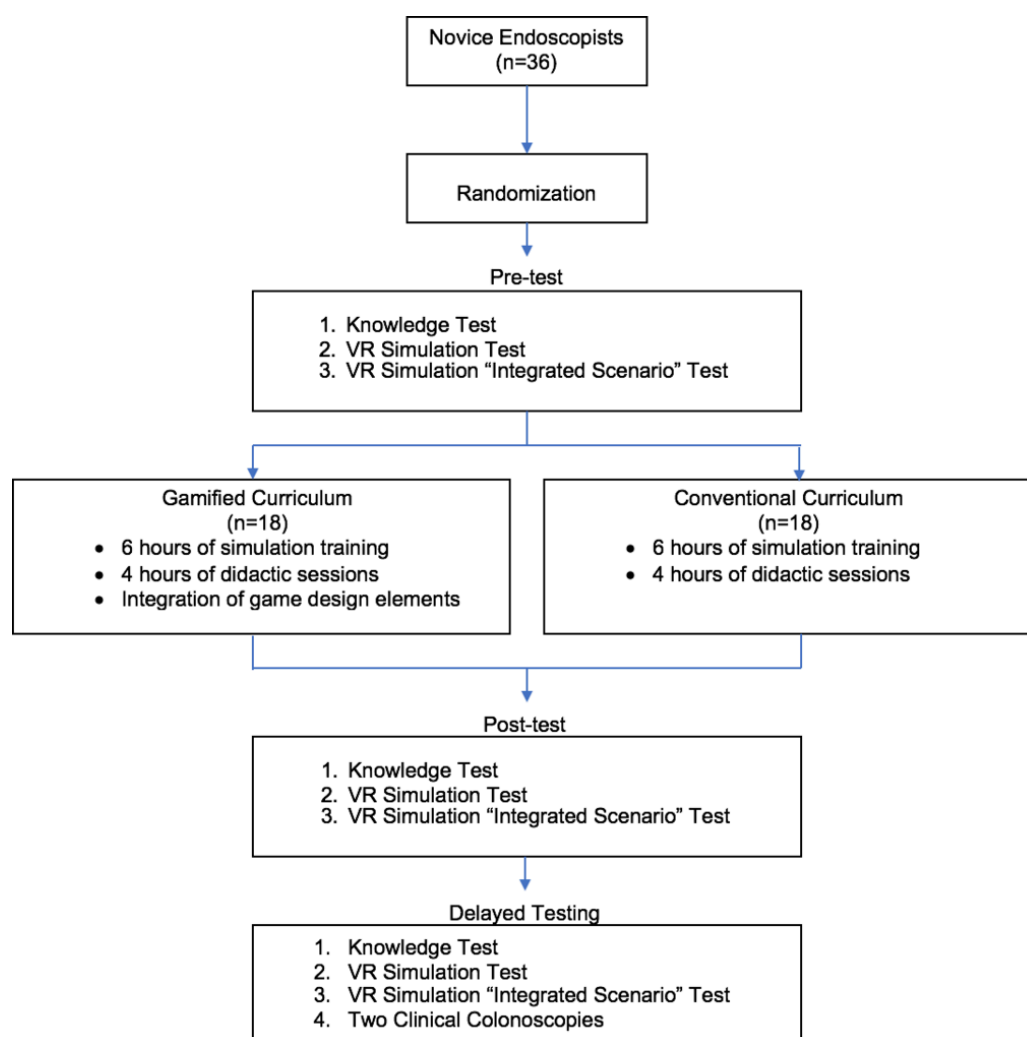 Novice Endoscopists
(n=36)
Randomization
Pre-test
1. Knowledge Test
2. VR Simulation Test
3. VR Simulation “Integrated Scenario” Test
Gamified Curriculum
(n=18)
• 6 hours of simulation training
• 4 hours of didactic sessions
• Integration of game design elements
Conventional Curriculum
(n=18)
• 6 hours of simulation training
• 4 hours of didactic sessions
Post-test
1. Knowledge Test
2. VR Simulation Test
3. VR Simulation “Integrated Scenario” Test
Delayed Testing
1. Knowledge Test
2. VR Simulation Test
3. VR Simulation “Integrated Scenario” Test
4. Two Clinical Colonoscopies